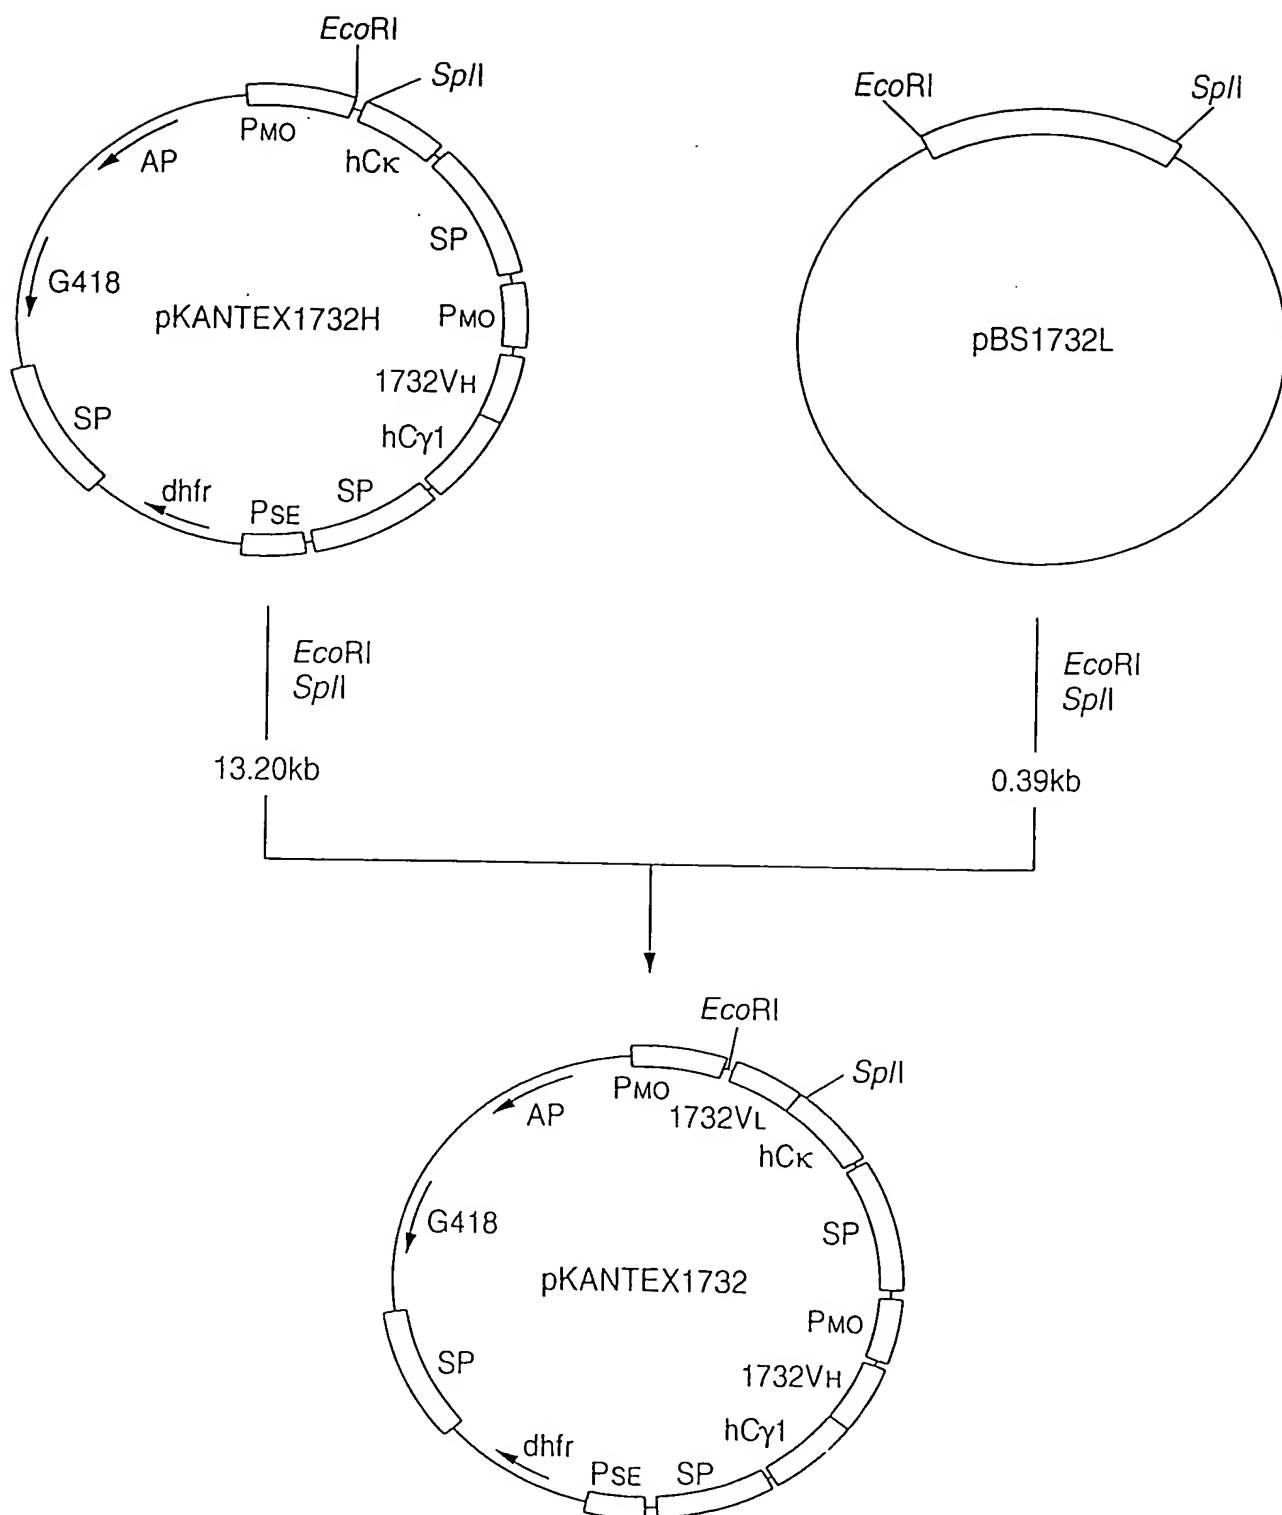 EcoRI
SplI
PMO
hCκ
AP
SP
G418
pKANTEX1732H
PMO
1732VH
SP
hCγ1
dhfr
SP
PSE
EcoRI
SplI
pBS1732L
EcoRI
SplI
13.20kb
EcoRI
SplI
0.39kb
EcoRI
SplI
PMO
1732VL
AP
hCκ
G418
SP
pKANTEX1732
PMO
SP
1732VH
hCγ1
dhfr
PSE
SP